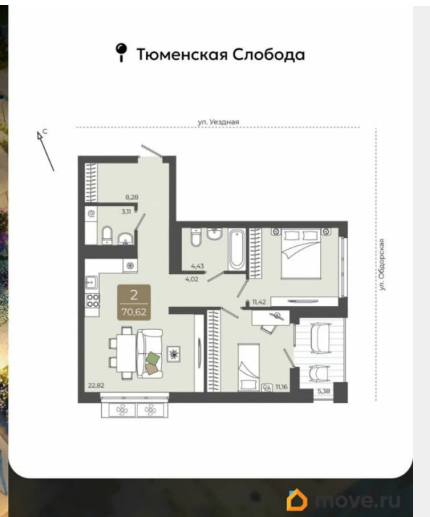 Тюменская Слобода
ул. Уездная
С
ул. Обдорская
8,28
3,11
4,43
4,02
2
70,62
11,42
22,82
11,16
5,38
move.ru